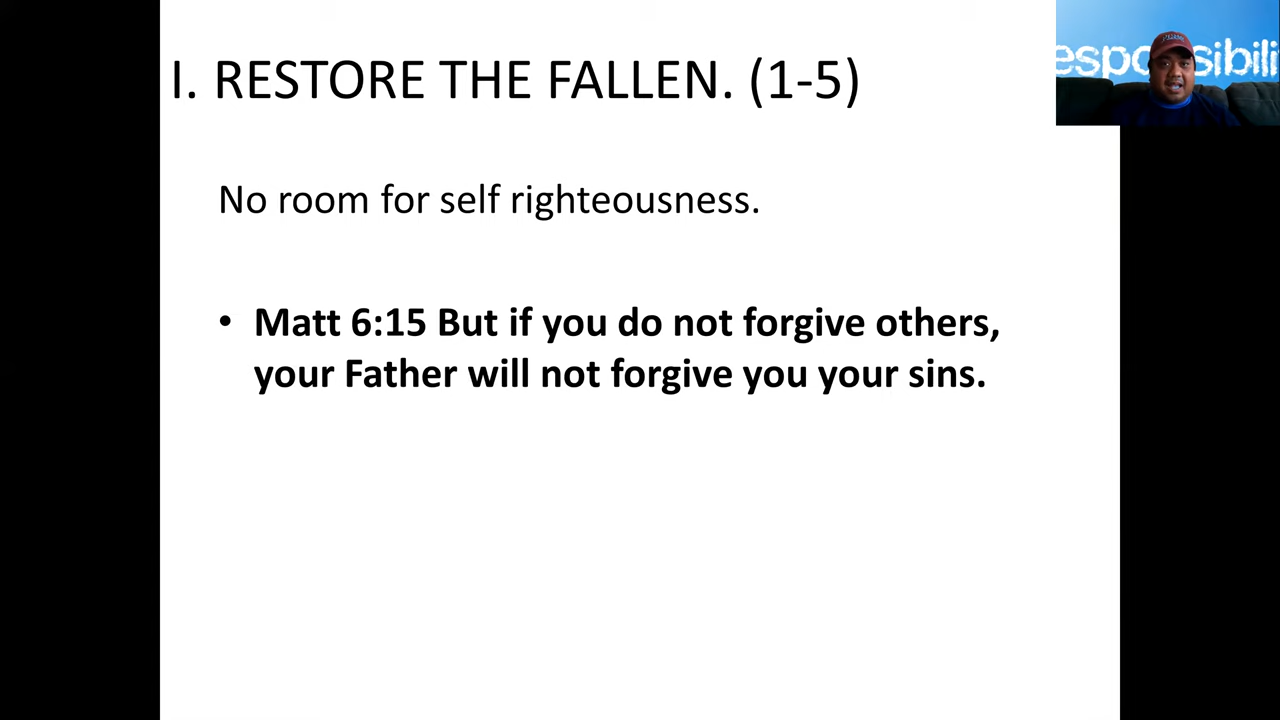 I. RESTORE THE FALLEN. (1-5)
esponsibili
No room for self righteousness.
• Matt 6:15 But if you do not forgive others,
your Father will not forgive you your sins.